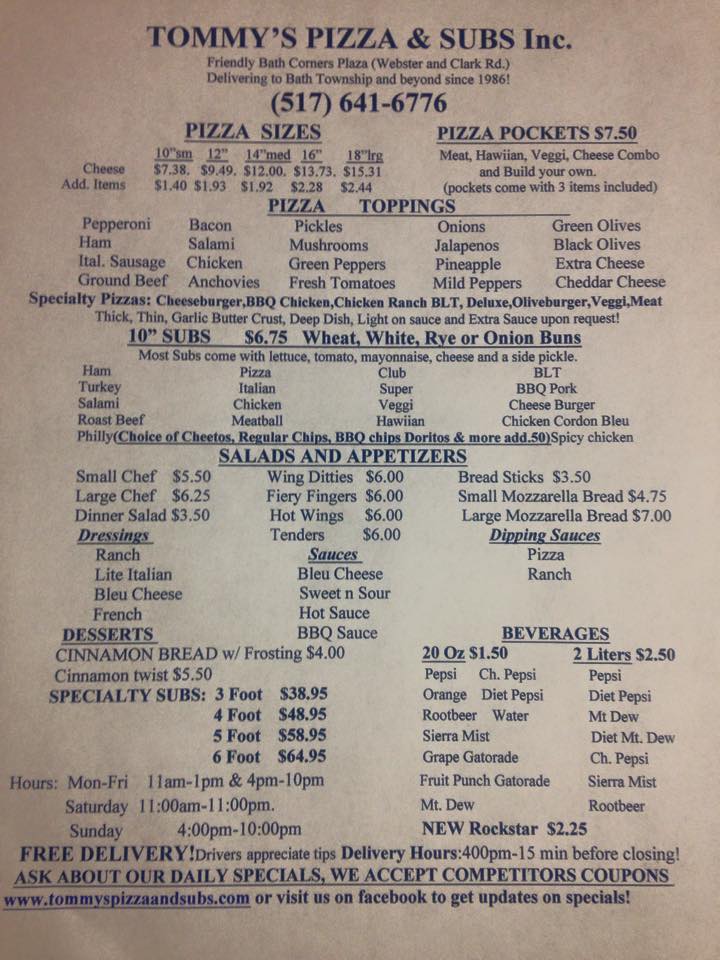 TOMMY'S PIZZA & SUBS Inc.
Friendly Bath Corners Plaza (Webster and Clark Rd.)
Delivering to Bath Township and beyond since 1986!
(517) 641-6776
PIZZA SIZES PIZZA POCKETS $7.50
10"sm 12" 14"med 16" 18"lrg Meat, Hawiian, Veggi, Cheese Combo
Cheese $7.38. $9.49. $12.00. $13.73. $15.31 and Build your own.
Add. Items $1.40 $1.93 $1.92 $2.28 $2.44 (pockets come with 3 items included)
PIZZA TOPPINGS
Pepperoni Bacon Pickles Onions Green Olives
Ham Salami Mushrooms Jalapenos Black Olives
Ital. Sausage Chicken Green Peppers Pineapple Extra Cheese
Ground Beef Anchovies Fresh Tomatoes Mild Peppers Cheddar Cheese
Specialty Pizzas: Cheeseburger,BBQ Chicken,Chicken Ranch BLT, Deluxe,Oliveburger,Veggi,Meat
Thick, Thin, Garlic Butter Crust, Deep Dish, Light on sauce and Extra Sauce upon request!
10" SUBS $6.75 Wheat, White, Rye or Onion Buns
Most Subs come with lettuce, tomato, mayonnaise, cheese and a side pickle.
Ham Pizza Club BLT
Turkey Italian Super BBQ Pork
Salami Chicken Veggi Cheese Burger
Roast Beef Meatball Hawiian Chicken Cordon Bleu
Philly(Choice of Cheetos, Regular Chips, BBQ chips Doritos & more add.50)Spicy chicken
SALADS AND APPETIZERS
Small Chef $5.50 Wing Ditties $6.00 Bread Sticks $3.50
Large Chef $6.25 Fiery Fingers $6.00 Small Mozzarella Bread $4.75
Dinner Salad $3.50 Hot Wings $6.00 Large Mozzarella Bread $7.00
Dressings Tenders $6.00 Dipping Sauces
Ranch Sauces Pizza
Lite Italian Bleu Cheese Ranch
Bleu Cheese Sweet n Sour
French Hot Sauce
DESSERTS BBQ Sauce BEVERAGES
CINNAMON BREAD w/ Frosting $4.00 20 Oz $1.50 2 Liters $2.50
Cinnamon twist $5.50 Pepsi Ch. Pepsi Pepsi
SPECIALTY SUBS: 3 Foot $38.95 Orange Diet Pepsi Diet Pepsi
4 Foot $48.95 Rootbeer Water Mt Dew
5 Foot $58.95 Sierra Mist Diet Mt. Dew
6 Foot $64.95 Grape Gatorade Ch. Pepsi
Hours: Mon-Fri 11am-1pm & 4pm-10pm Fruit Punch Gatorade Sierra Mist
Saturday 11:00am-11:00pm. Mt. Dew Rootbeer
Sunday 4:00pm-10:00pm NEW Rockstar $2.25
FREE DELIVERY!Drivers appreciate tips Delivery Hours:400pm-15 min before closing!
ASK ABOUT OUR DAILY SPECIALS, WE ACCEPT COMPETITORS COUPONS
www.tommyspizzaandsubs.com or visit us on facebook to get updates on specials!